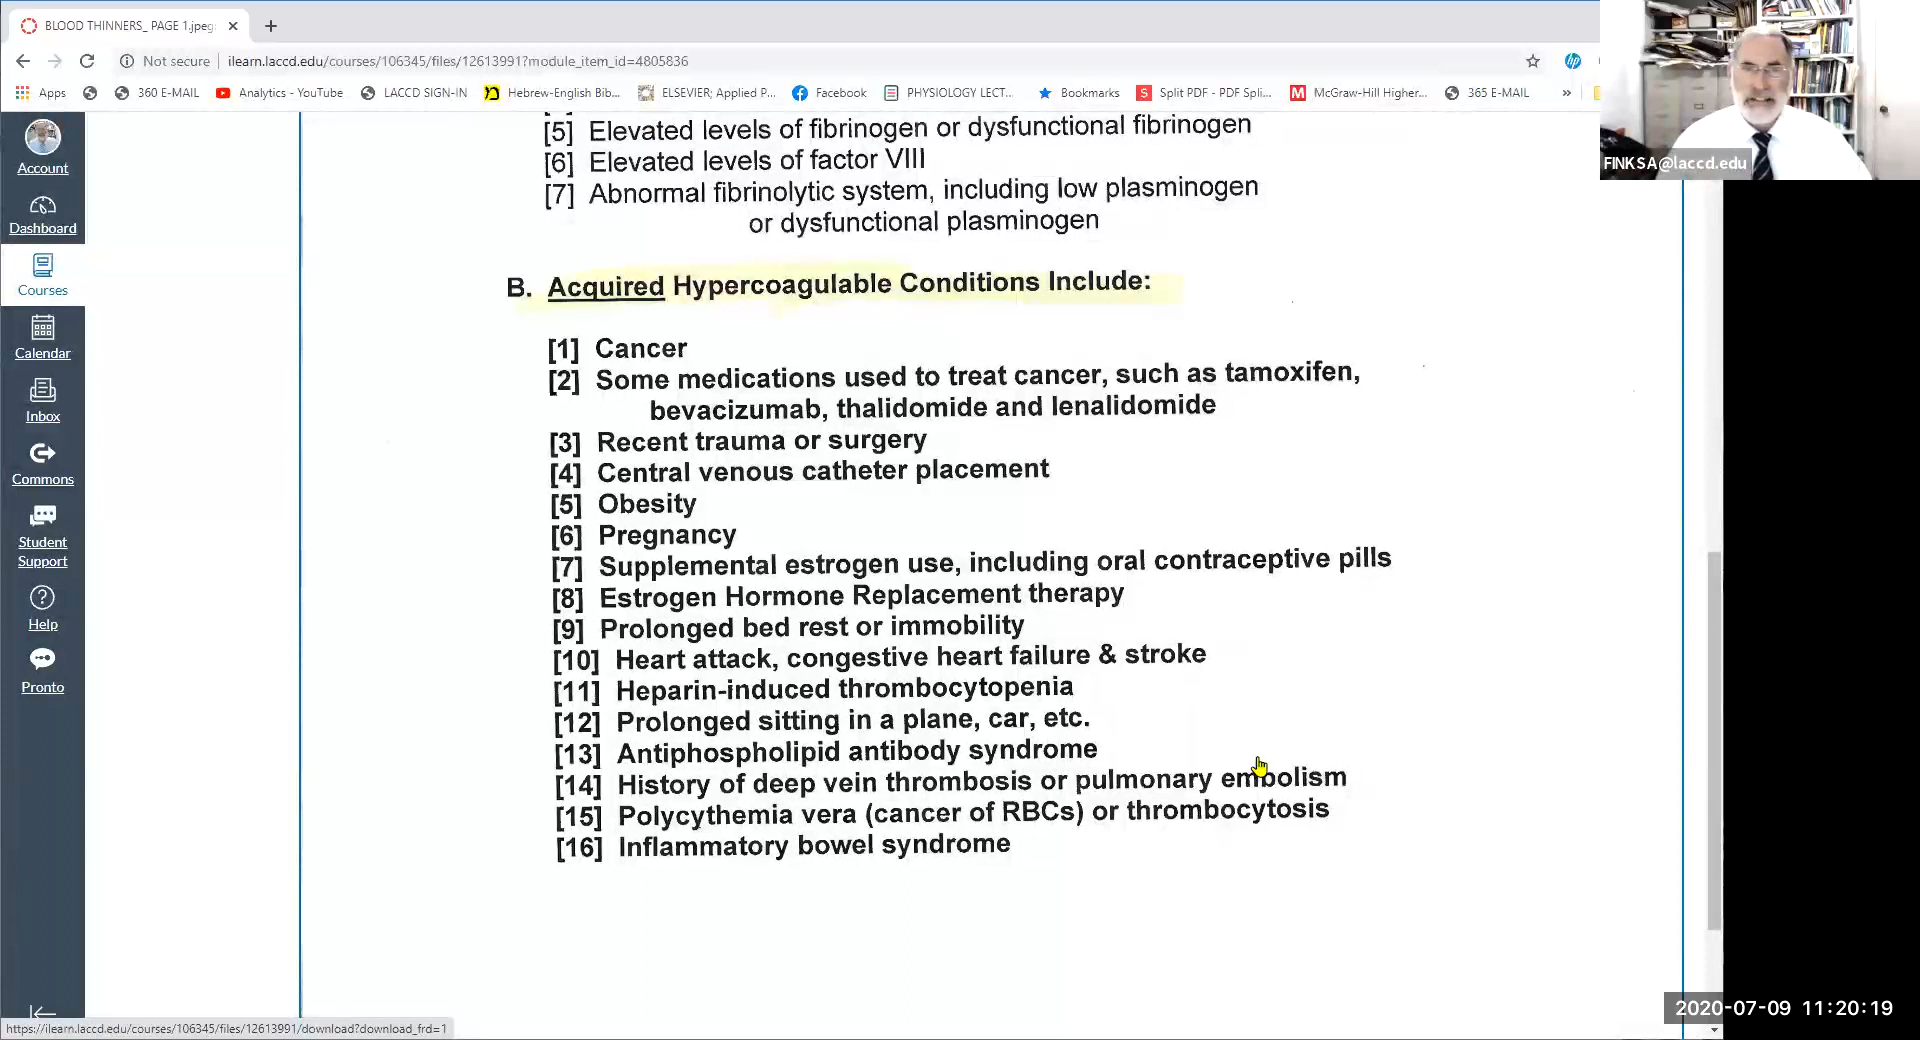 BLOOD THINNERS_ PAGE 1.jpeg
Not secure | ilearn.laccd.edu/courses/106345/files/12613991?module_item_id=4805836
Apps 360 E-MAIL Analytics - YouTube LACCD SIGN-IN Hebrew-English Bib... ELSEVIER; Applied P... Facebook PHYSIOLOGY LECT... Bookmarks Split PDF - PDF Spli... McGraw-Hill Higher... 365 E-MAIL »
FINKSA@laccd.edu
Account
Dashboard
Courses
Calendar
Inbox
Commons
Student
Support
Help
Pronto
[5] Elevated levels of fibrinogen or dysfunctional fibrinogen
[6] Elevated levels of factor VIII
[7] Abnormal fibrinolytic system, including low plasminogen
or dysfunctional plasminogen
B. Acquired Hypercoagulable Conditions Include:
[1] Cancer
[2] Some medications used to treat cancer, such as tamoxifen,
bevacizumab, thalidomide and lenalidomide
[3] Recent trauma or surgery
[4] Central venous catheter placement
[5] Obesity
[6] Pregnancy
[7] Supplemental estrogen use, including oral contraceptive pills
[8] Estrogen Hormone Replacement therapy
[9] Prolonged bed rest or immobility
[10] Heart attack, congestive heart failure & stroke
[11] Heparin-induced thrombocytopenia
[12] Prolonged sitting in a plane, car, etc.
[13] Antiphospholipid antibody syndrome
[14] History of deep vein thrombosis or pulmonary embolism
[15] Polycythemia vera (cancer of RBCs) or thrombocytosis
[16] Inflammatory bowel syndrome
https://ilearn.laccd.edu/courses/106345/files/12613991/download?download_frd=1
2020-07-09 11:20:19